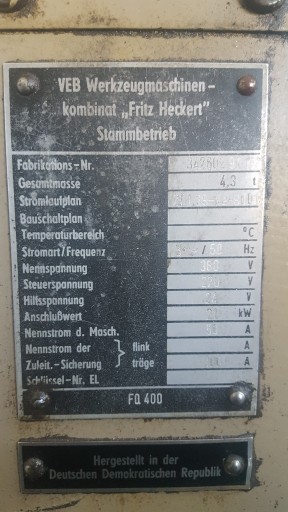 VEB Werkzeugmaschinen-
kombinat „Fritz Heckert"
Stammbetrieb
Fabrikations-Nr.
Gesamtmasse 4,3 t
Stromlaufplan
Bauschaltplan
Temperaturbereich °C
Stromart/Frequenz / Hz
Nennspannung V
Steuerspannung V
Hilfsspannung V
Anschlußwert kW
Nennstrom d. Masch. A
Nennstrom der flink A
Zuleit.-Sicherung träge A
Schlüssel-Nr. EL
FQ 400
Hergestellt in der
Deutschen Demokratischen Republik